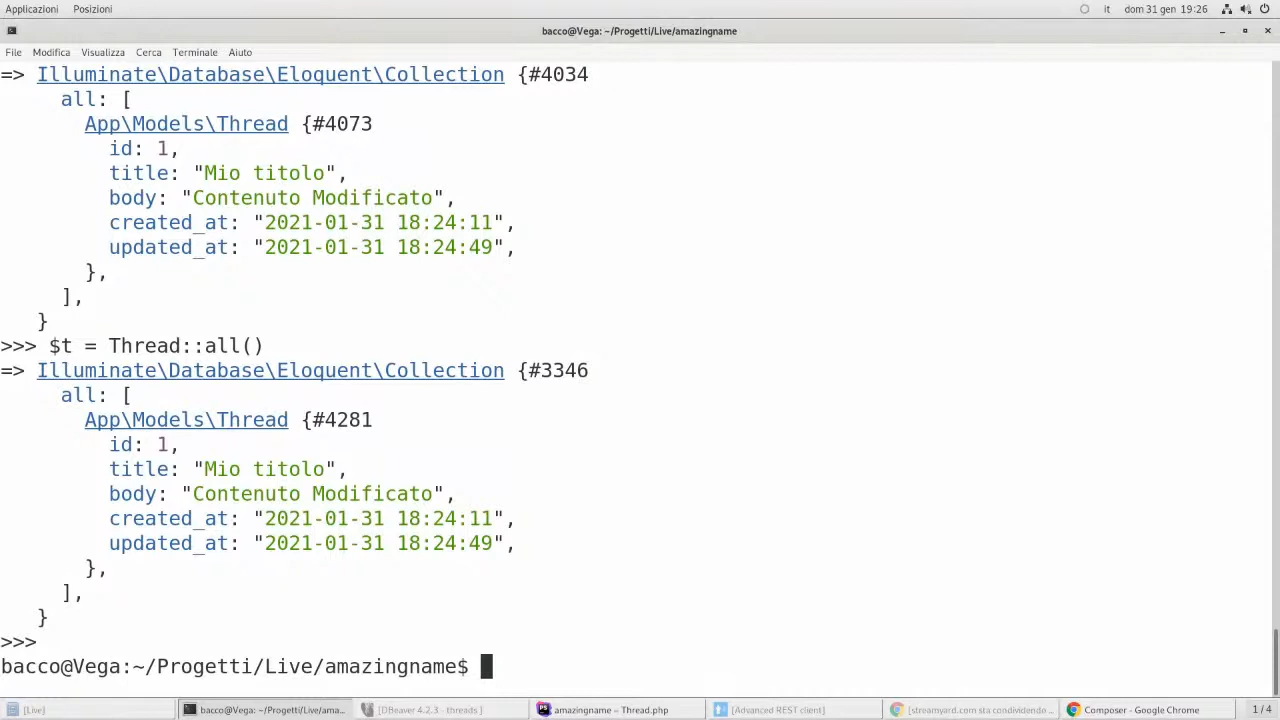 Applicazioni Posizioni it dom 31 gen 19:26
bacco@Vega: ~/Progetti/Live/amazingname
File Modifica Visualizza Cerca Terminale Aiuto
=> Illuminate\Database\Eloquent\Collection {#4034
all: [
App\Models\Thread {#4073
id: 1,
title: "Mio titolo",
body: "Contenuto Modificato",
created_at: "2021-01-31 18:24:11",
updated_at: "2021-01-31 18:24:49",
},
],
}
>>> $t = Thread::all()
=> Illuminate\Database\Eloquent\Collection {#3346
all: [
App\Models\Thread {#4281
id: 1,
title: "Mio titolo",
body: "Contenuto Modificato",
created_at: "2021-01-31 18:24:11",
updated_at: "2021-01-31 18:24:49",
},
],
}
>>>
bacco@Vega:~/Progetti/Live/amazingname$
[Live] bacco@Vega: ~/Progetti/Live/ama... [DBeaver 4.2.3 - threads] amazingname – Thread.php [Advanced REST client] [streamyard.com sta condividendo ... Composer - Google Chrome 1 / 4